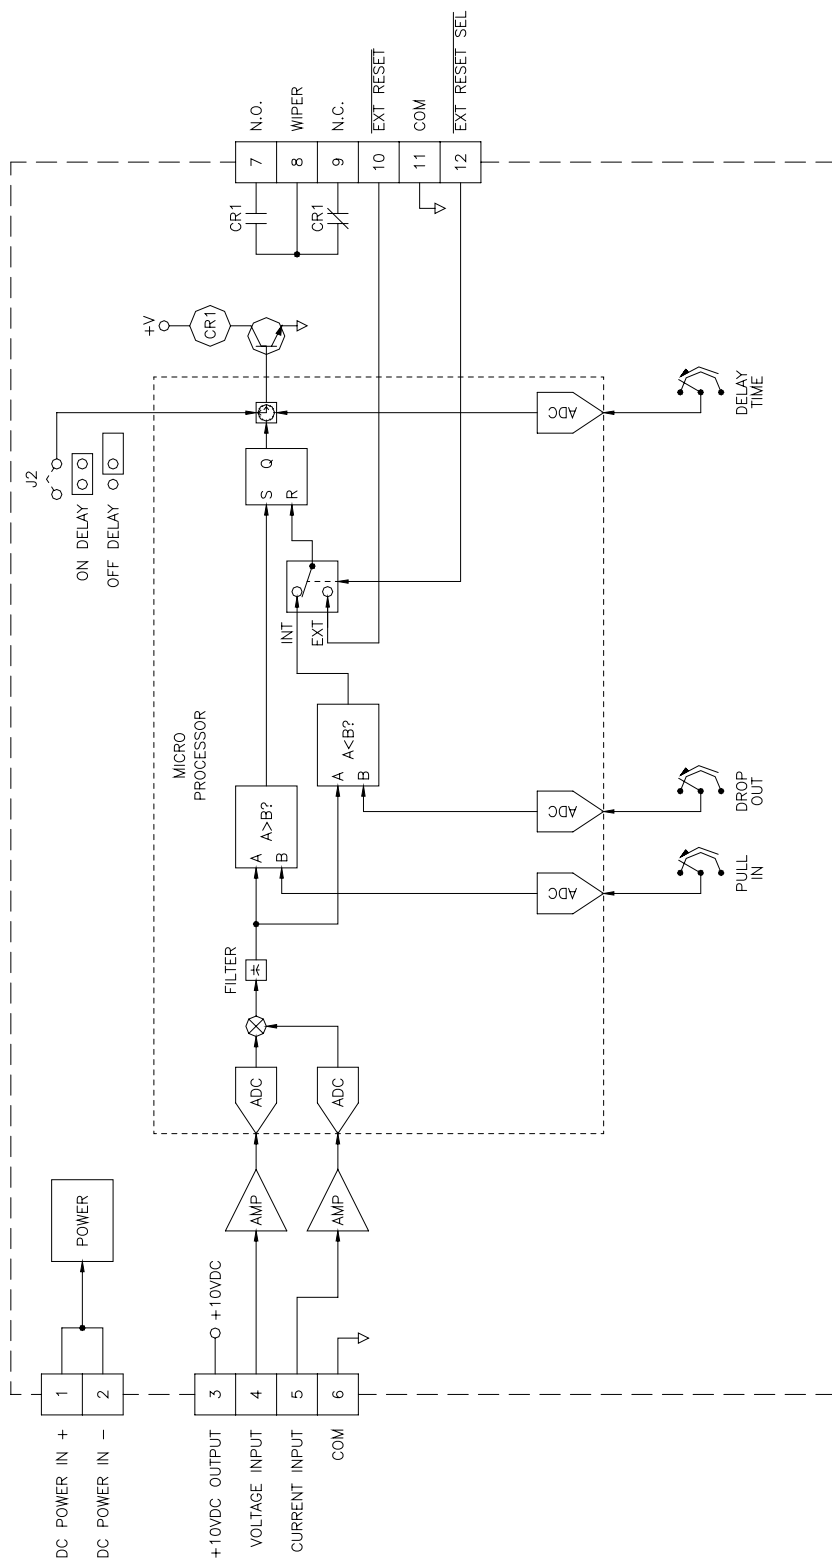 DC POWER IN +
1
DC POWER IN –
2
POWER
+10VDC OUTPUT
3
+10VDC
VOLTAGE INPUT
4
CURRENT INPUT
5
COM
6
AMP
AMP
ADC
ADC
FILTER
MICRO
PROCESSOR
A
B
A>B?
A
B
A<B?
INT
EXT
S
R
Q
J2
ON DELAY
OFF DELAY
+V
CR1
CR1
CR1
7
N.O.
8
WIPER
9
N.C.
10
EXT RESET
11
COM
12
EXT RESET SEL
ADC
ADC
ADC
PULL
IN
DROP
OUT
DELAY
TIME